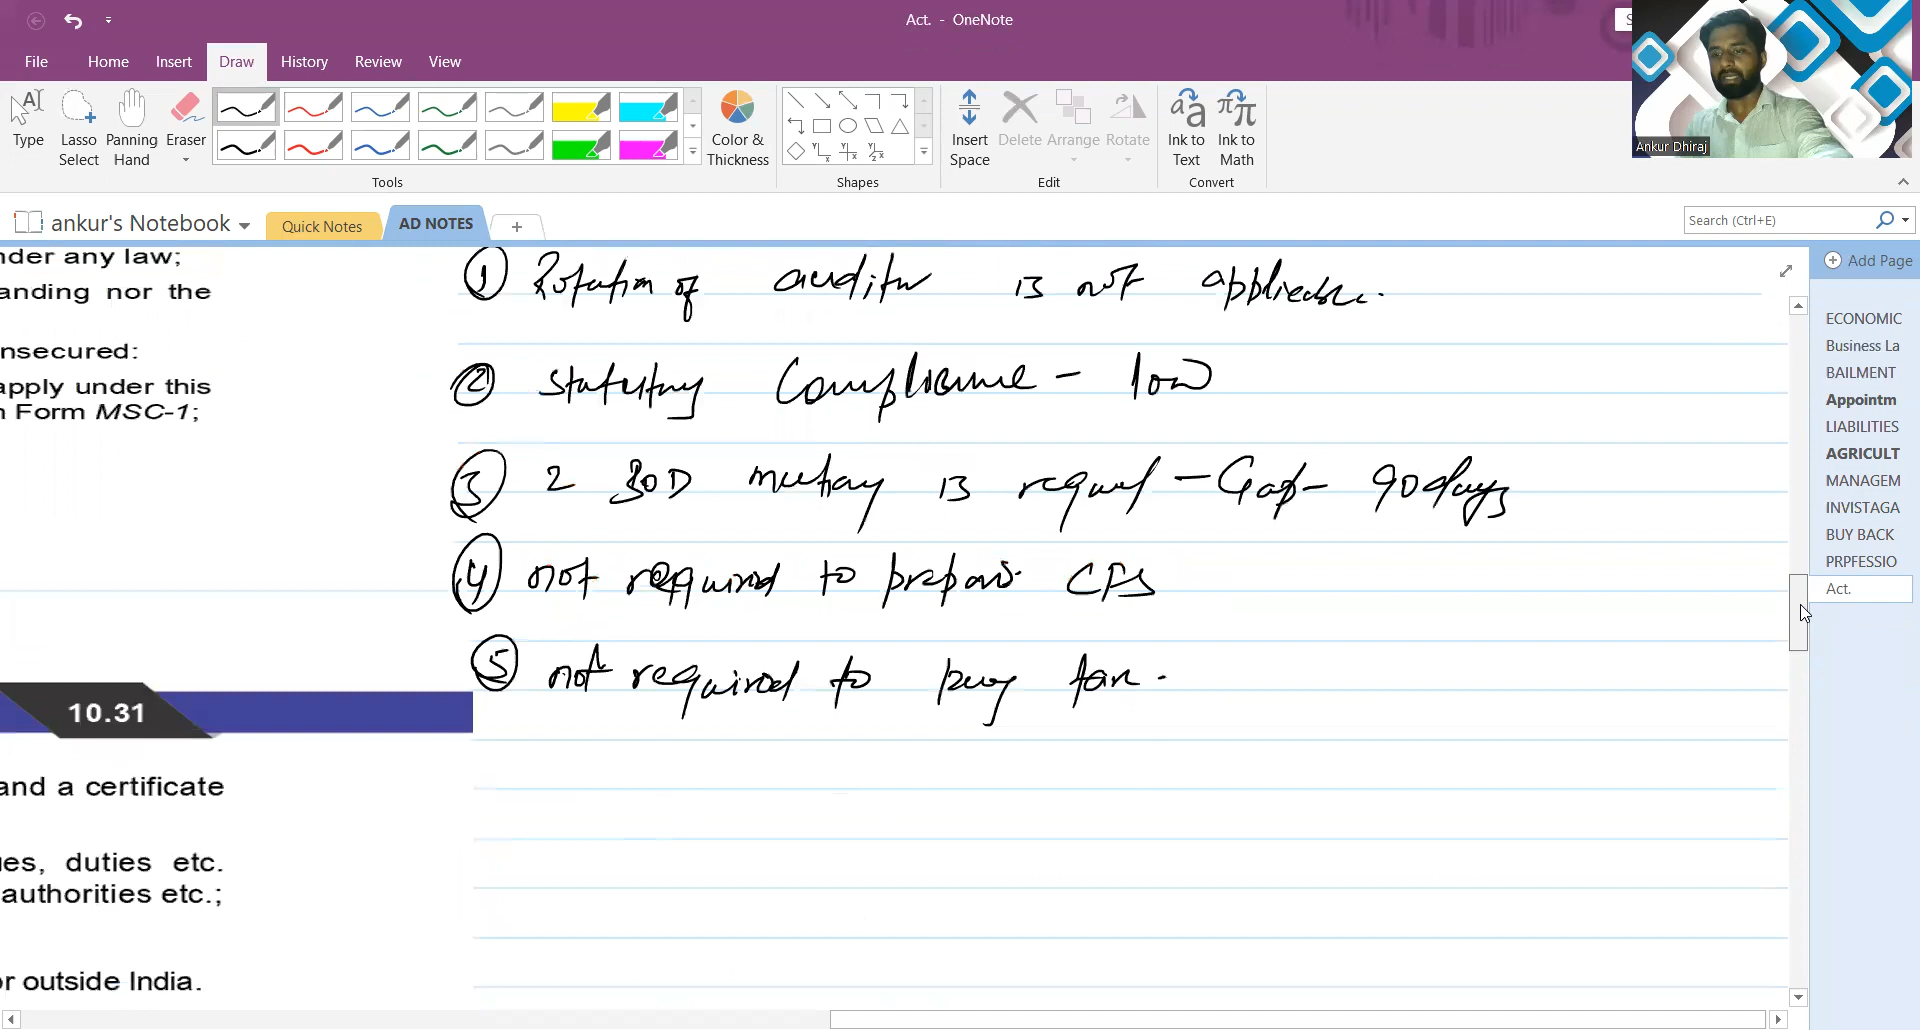 Act. - OneNote
File Home Insert Draw History Review View
Type
Lasso Select
Panning Hand
Eraser
Color & Thickness
Insert Space
Delete
Arrange
Rotate
Ink to Text
Ink to Math
Tools
Shapes
Edit
Convert
Ankur Dhiraj
ankur's Notebook
Quick Notes
AD NOTES
Search (Ctrl+E)
Add Page
ECONOMIC
Business La
BAILMENT
Appointm
LIABILITIES
AGRICULT
MANAGEM
INVISTAGA
BUY BACK
PRPFESSIO
Act.
nder any law;
anding nor the
nsecured:
apply under this
n Form MSC-1;
10.31
and a certificate
ues, duties etc.
authorities etc.;
or outside India.
① Rotation of auditor is not applicable.
② Statutory Compliance - low
③ 2 BOD meeting is required - Gap - 90 days
④ not required to prepare CFS
⑤ not required to pay tax.